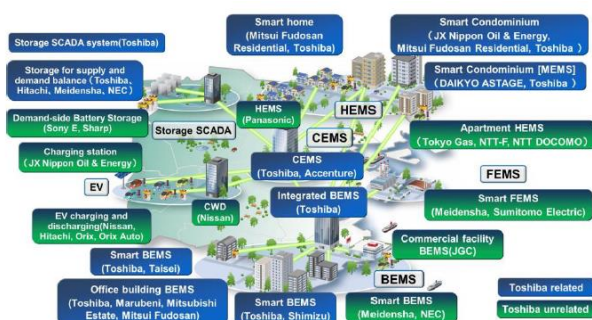 Storage SCADA system(Toshiba)
Smart home
(Mitsui Fudosan
Residential, Toshiba)
Smart Condominium
( JX Nippon Oil & Energy,
Mitsui Fudosan Residential, Toshiba )
Storage for supply and
demand balance (Toshiba,
Hitachi, Meidensha, NEC)
Smart Condominium [MEMS]
( DAIKYO ASTAGE, Toshiba )
Demand-side Battery Storage
(Sony E, Sharp)
Storage SCADA
HEMS
(Panasonic)
HEMS
CEMS
Apartment HEMS
(Tokyo Gas, NTT-F, NTT DOCOMO)
Charging station
(JX Nippon Oil & Energy)
CEMS
(Toshiba, Accenture)
FEMS
EV
CWD
(Nissan)
Integrated BEMS
(Toshiba)
Smart FEMS
(Meidensha, Sumitomo Electric)
EV charging and
discharging(Nissan,
Hitachi, Orix, Orix Auto)
Commercial facility
BEMS(JGC)
Smart BEMS
(Toshiba, Taisei)
BEMS
Office building BEMS
(Toshiba, Marubeni, Mitsubishi
Estate, Mitsui Fudosan)
Smart BEMS
(Toshiba, Shimizu)
Smart BEMS
(Meidensha, NEC)
Toshiba related
Toshiba unrelated